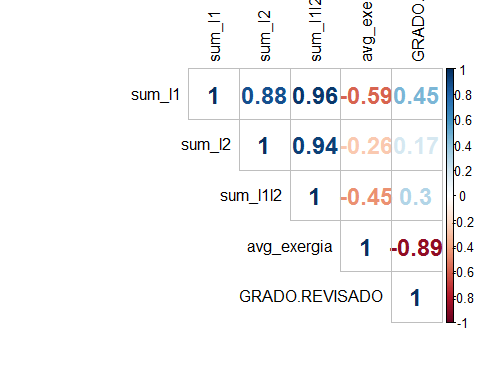 sum_l1
sum_l2
sum_l1l2
avg_exe
GRADO.
sum_l1 1 0.88 0.96 -0.59 0.45
sum_l2 1 0.94 -0.26 0.17
sum_l1l2 1 -0.45 0.3
avg_exergia 1 -0.89
GRADO.REVISADO 1
1
0.8
0.6
0.4
0.2
0
-0.2
-0.4
-0.6
-0.8
-1